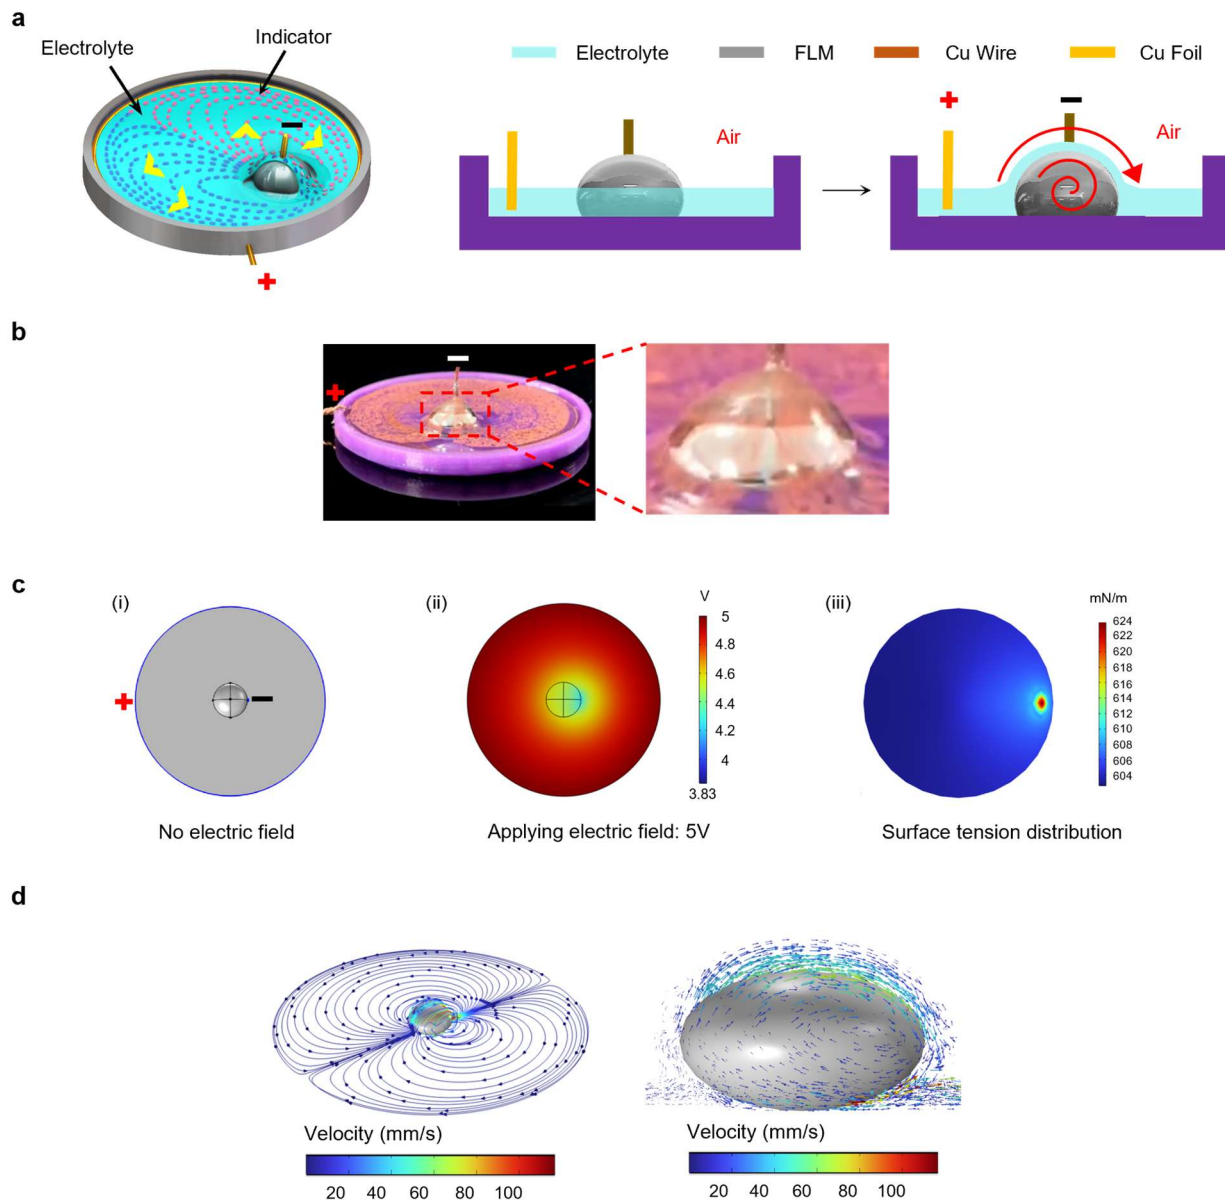 a
Electrolyte
Indicator
Electrolyte FLM Cu Wire Cu Foil
Air
Air
b
c
(i) (ii) (iii)
V
5
4.8
4.6
4.4
4.2
4
3.83
mN/m
624
622
620
618
616
614
612
610
608
606
604
No electric field
Applying electric field: 5V
Surface tension distribution
d
Velocity (mm/s)
20 40 60 80 100
Velocity (mm/s)
20 40 60 80 100